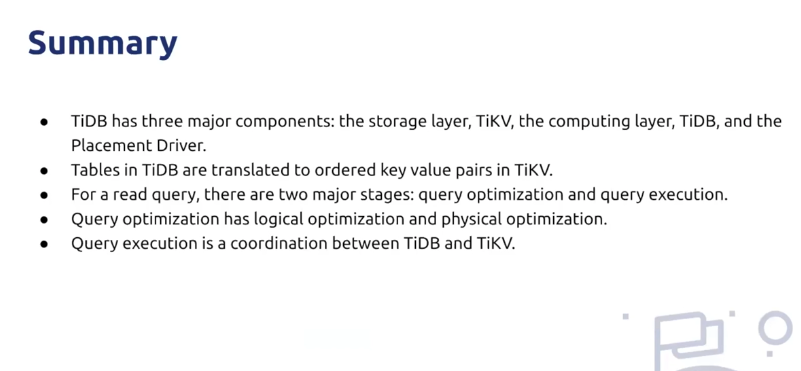 Summary
● TiDB has three major components: the storage layer, TiKV, the computing layer, TiDB, and the
Placement Driver.
● Tables in TiDB are translated to ordered key value pairs in TiKV.
● For a read query, there are two major stages: query optimization and query execution.
● Query optimization has logical optimization and physical optimization.
● Query execution is a coordination between TiDB and TiKV.